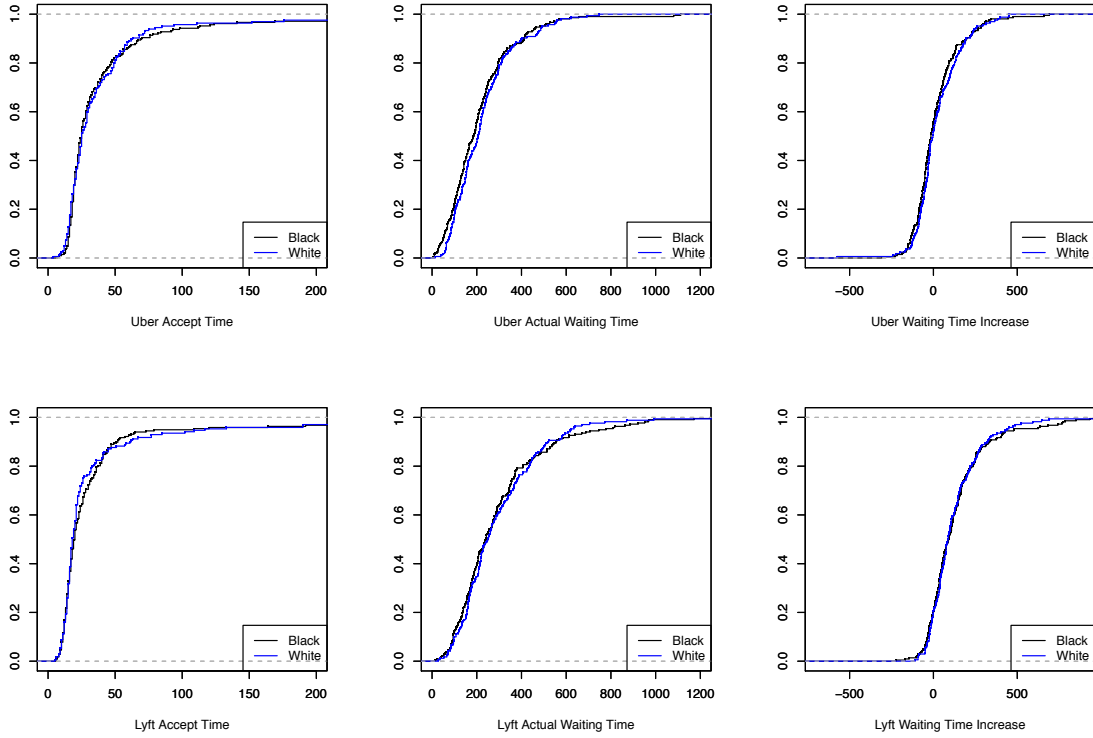 1.0
0.8
0.6
0.4
0.2
0.0
Black
White
0 50 100 150 200
Uber Accept Time
1.0
0.8
0.6
0.4
0.2
0.0
Black
White
0 200 400 600 800 1000 1200
Uber Actual Waiting Time
1.0
0.8
0.6
0.4
0.2
0.0
Black
White
−500 0 500
Uber Waiting Time Increase
1.0
0.8
0.6
0.4
0.2
0.0
Black
White
0 50 100 150 200
Lyft Accept Time
1.0
0.8
0.6
0.4
0.2
0.0
Black
White
0 200 400 600 800 1000 1200
Lyft Actual Waiting Time
1.0
0.8
0.6
0.4
0.2
0.0
Black
White
−500 0 500
Lyft Waiting Time Increase